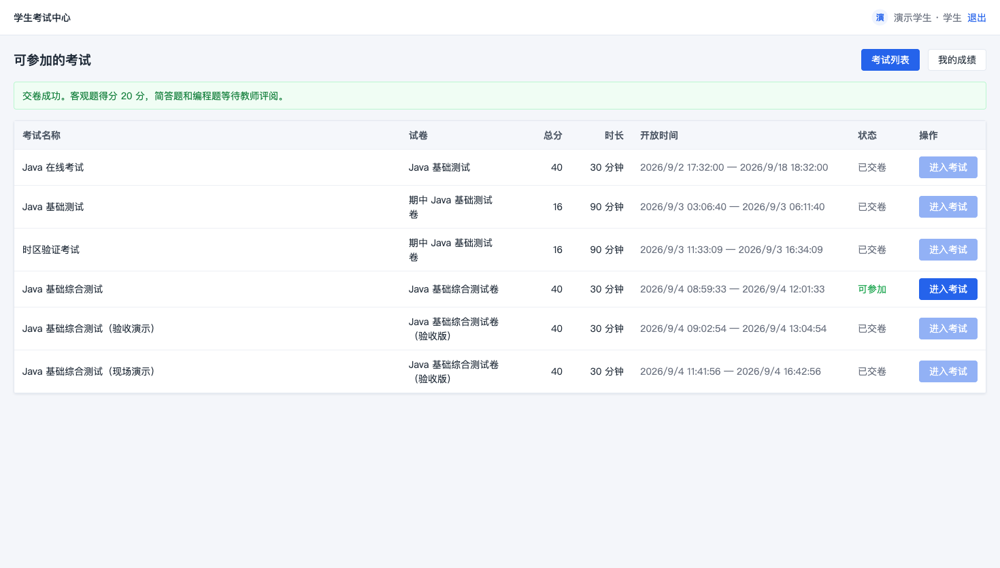 学生考试中心
演 演示学生 · 学生 退出
可参加的考试
考试列表 我的成绩
交卷成功。客观题得分 20 分，简答题和编程题等待教师评阅。
考试名称 试卷 总分 时长 开放时间 状态 操作
Java 在线考试 Java 基础测试 40 30 分钟 2026/9/2 17:32:00 — 2026/9/18 18:32:00 已交卷 进入考试
Java 基础测试 期中 Java 基础测试 16 90 分钟 2026/9/3 03:06:40 — 2026/9/3 06:11:40 已交卷 进入考试
卷
时区验证考试 期中 Java 基础测试 16 90 分钟 2026/9/3 11:33:09 — 2026/9/3 16:34:09 已交卷 进入考试
卷
Java 基础综合测试 Java 基础综合测试卷 40 30 分钟 2026/9/4 08:59:33 — 2026/9/4 12:01:33 可参加 进入考试
Java 基础综合测试（验收演示） Java 基础综合测试卷 40 30 分钟 2026/9/4 09:02:54 — 2026/9/4 13:04:54 已交卷 进入考试
（验收版）
Java 基础综合测试（现场演示） Java 基础综合测试卷 40 30 分钟 2026/9/4 11:41:56 — 2026/9/4 16:42:56 已交卷 进入考试
（验收版）